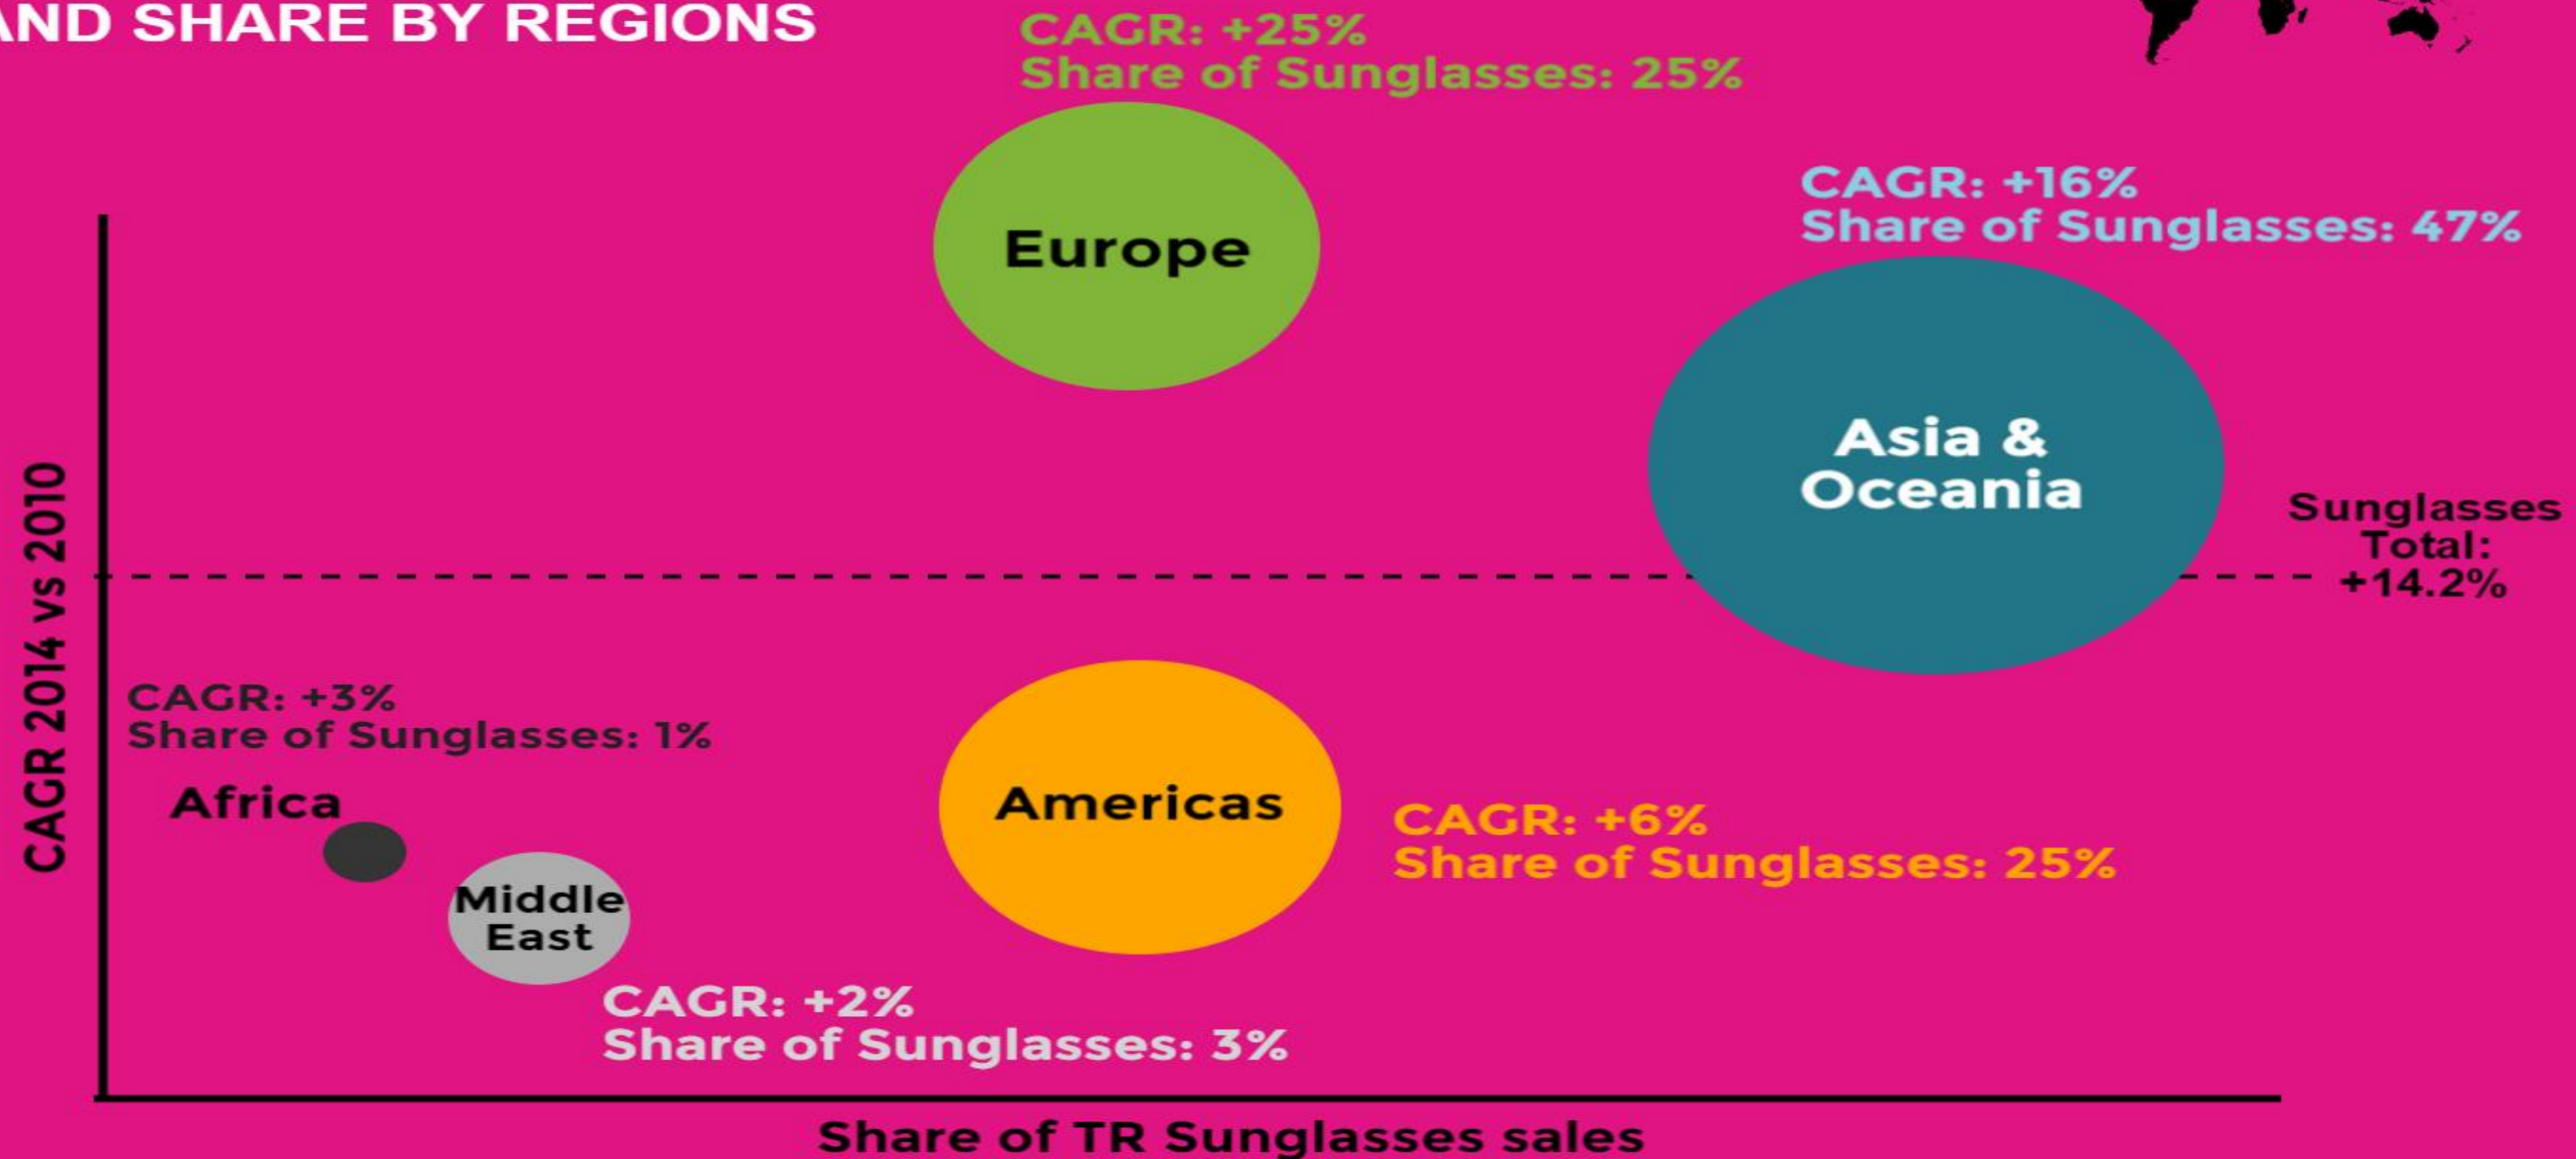 AND SHARE BY REGIONS
CAGR: +25%
Share of Sunglasses: 25%
Europe
CAGR: +16%
Share of Sunglasses: 47%
Asia &
Oceania
Sunglasses
Total:
+14.2%
CAGR 2014 vs 2010
CAGR: +3%
Share of Sunglasses: 1%
Africa
Middle
East
CAGR: +2%
Share of Sunglasses: 3%
Americas
CAGR: +6%
Share of Sunglasses: 25%
Share of TR Sunglasses sales